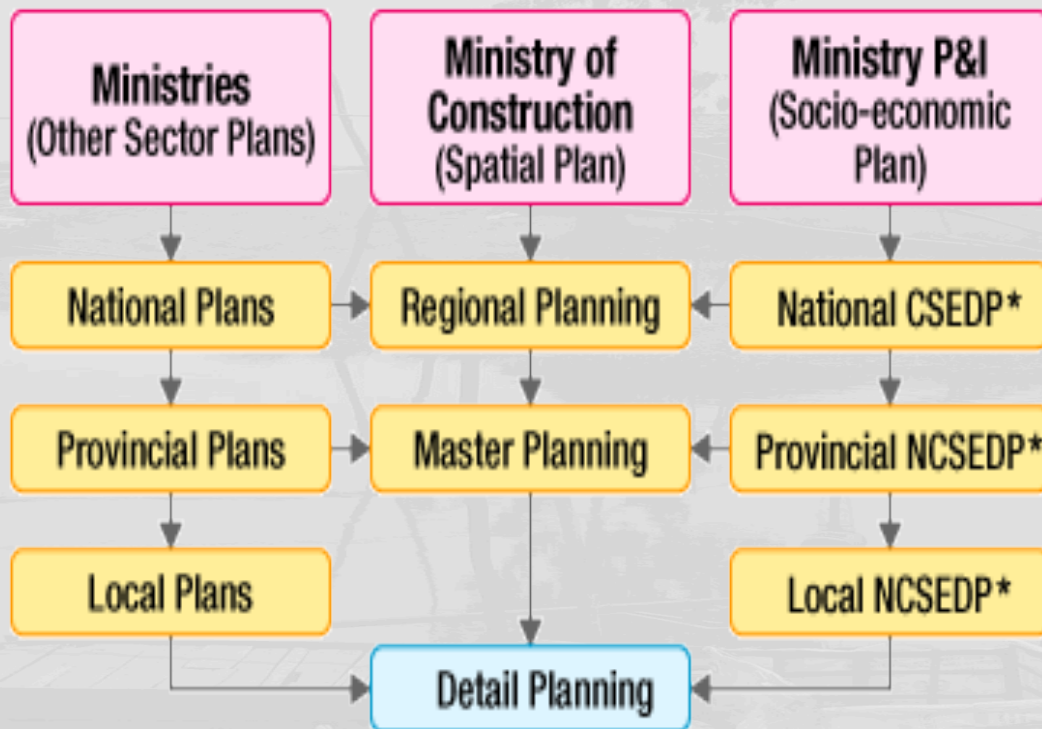 Ministries
(Other Sector Plans)
Ministry of
Construction
(Spatial Plan)
Ministry P&I
(Socio-economic
Plan)
National Plans
Regional Planning
National CSEDP*
Provincial Plans
Master Planning
Provincial NCSEDP*
Local Plans
Local NCSEDP*
Detail Planning